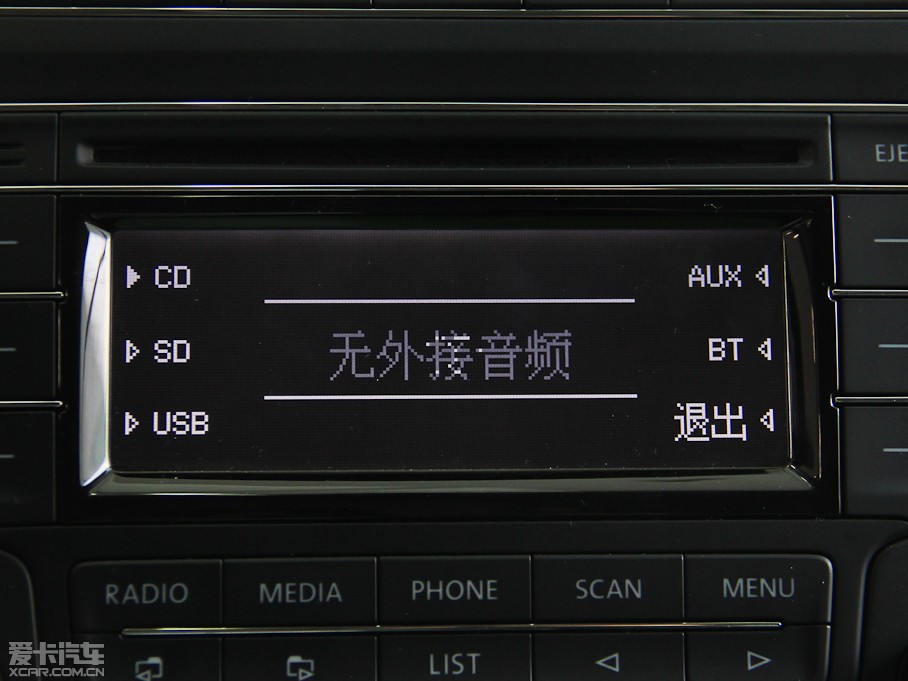 EJE
CD
AUX
SD
无外接音频
BT
USB
退出
RADIO
MEDIA
PHONE
SCAN
MENU
LIST
爱卡汽车
XCAR.COM.CN